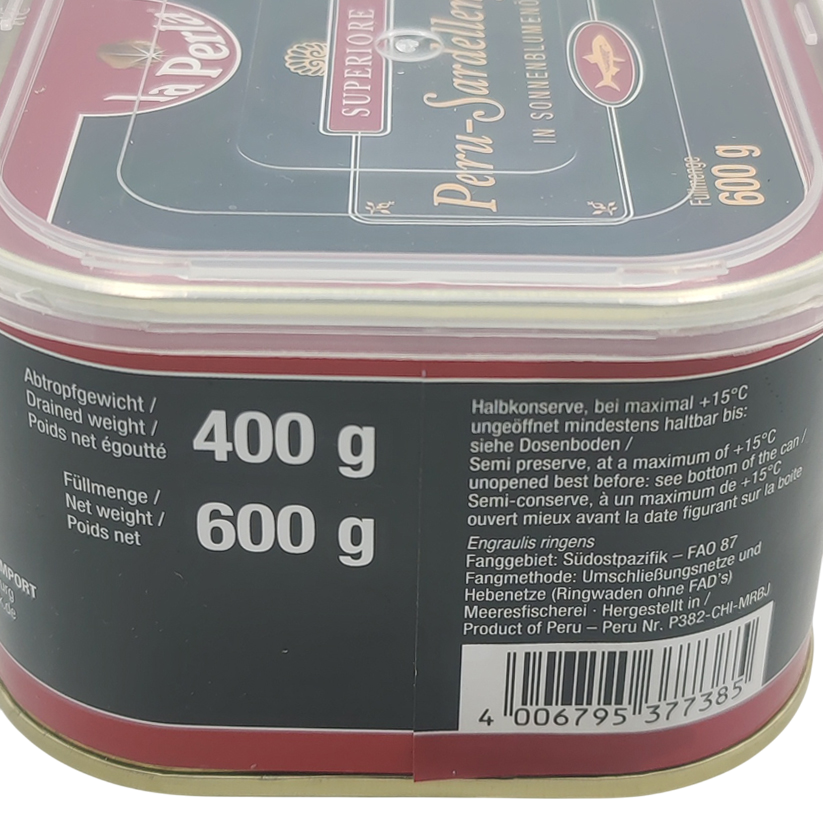 la Perla
SUPERIORE
Peru-Sardellen
IN SONNENBLUMENÖ
Füllmenge
600 g
Abtropfgewicht /
Drained weight /
Poids net égoutté
400 g
Füllmenge /
Net weight /
Poids net
600 g
MPORT
Halbkonserve, bei maximal +15°C
ungeöffnet mindestens haltbar bis:
siehe Dosenboden /
Semi preserve, at a maximum of +15°C
unopened best before: see bottom of the can /
Semi-conserve, à un maximum de +15°C
ouvert mieux avant la date figurant sur la boite
Engraulis ringens
Fanggebiet: Südostpazifik – FAO 87
Fangmethode: Umschließungsnetze und
Hebenetze (Ringwaden ohne FAD's)
Meeresfischerei · Hergestellt in /
Product of Peru – Peru Nr. P382-CHI-MRBJ
4 006795 377385